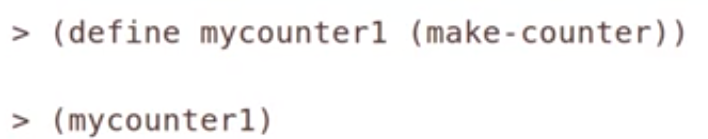 > (define mycounter1 (make-counter))
> (mycounter1)